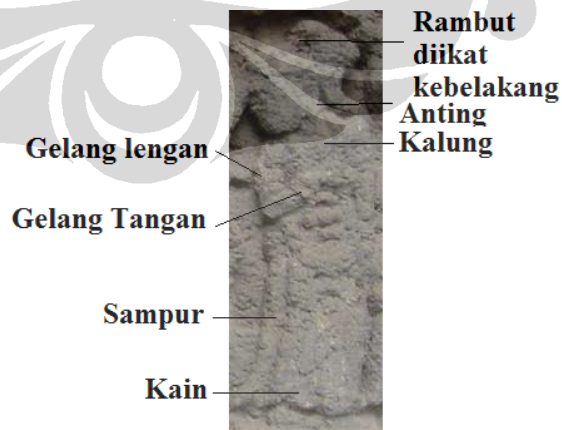 Rambut
diikat
kebelakang
Anting
Kalung
Gelang lengan
Gelang Tangan
Sampur
Kain